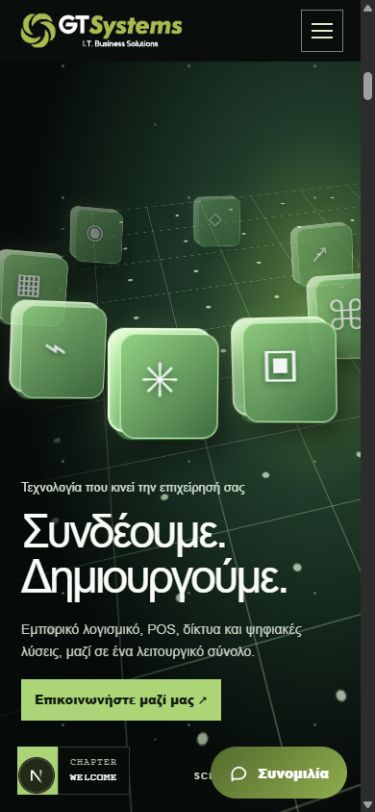 GTSystems
I.T. Business Solutions
Τεχνολογία που κινεί την επιχείρησή σας
Συνδέουμε.
Δημιουργούμε.
Εμπορικό λογισμικό, POS, δίκτυα και ψηφιακές
λύσεις, μαζί σε ένα λειτουργικό σύνολο.
Επικοινωνήστε μαζί μας ↗
N
CHAPTER
WELCOME
Συνομιλία